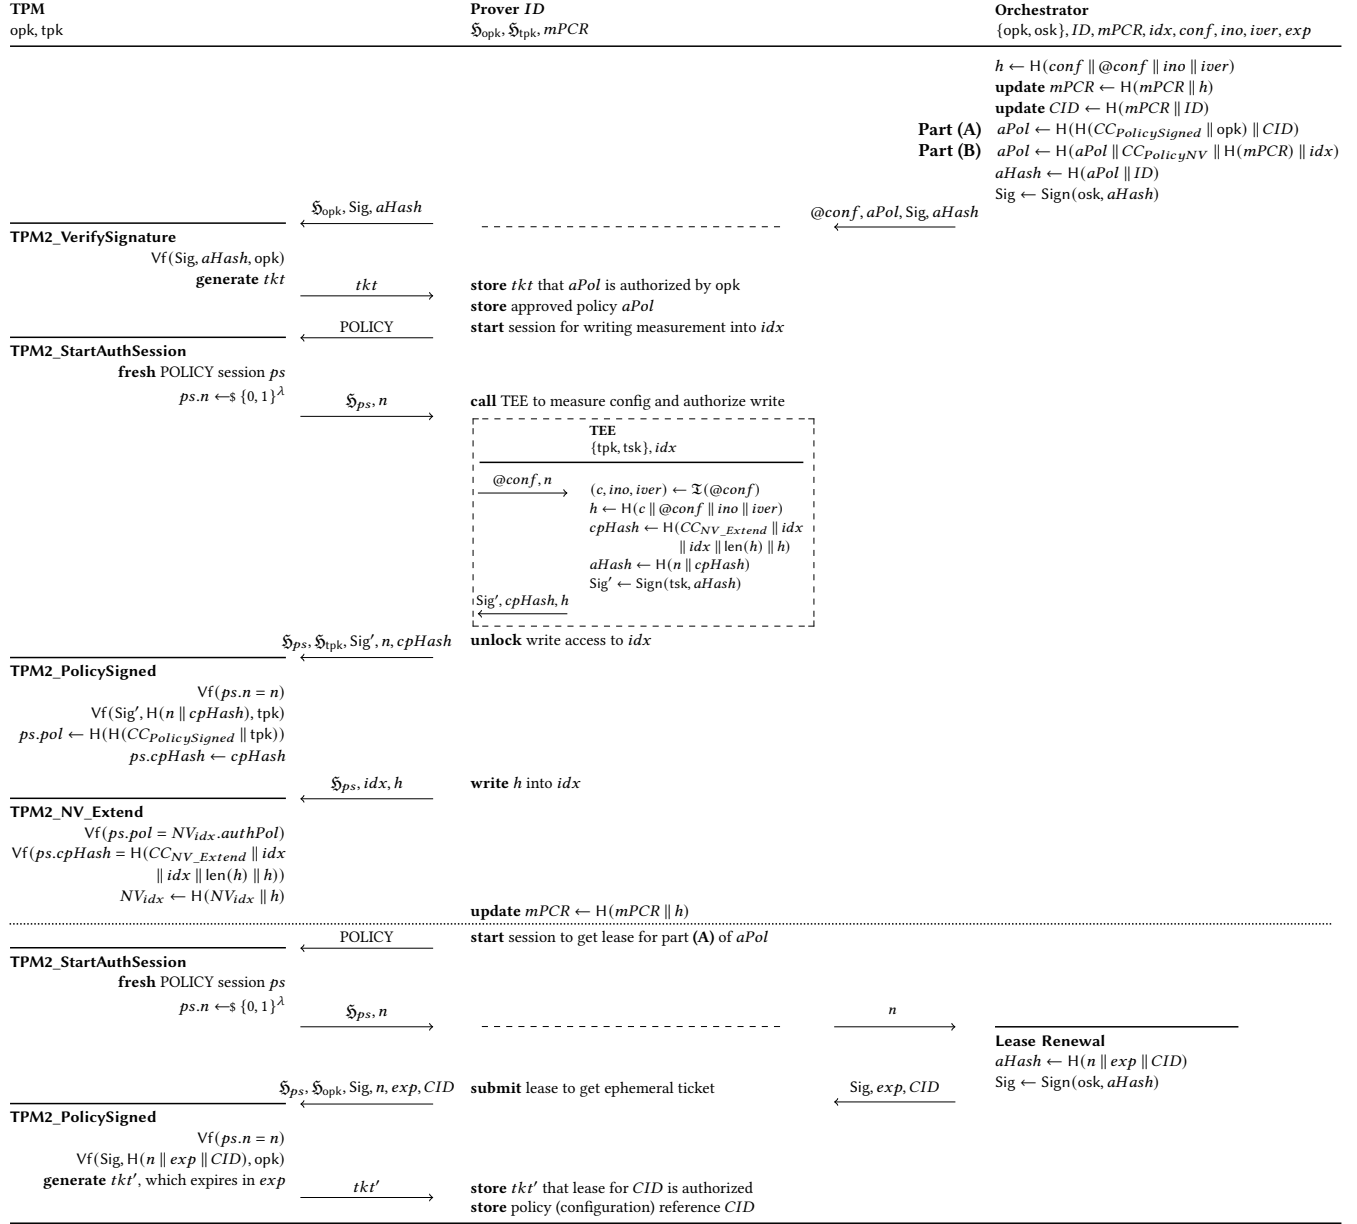 TPM
opk, tpk
Prover ID
ℌopk, ℌtpk, mPCR
Orchestrator
{opk, osk}, ID, mPCR, idx, conf, ino, iver, exp
h ← H(conf ∥ @conf ∥ ino ∥ iver)
update mPCR ← H(mPCR ∥ h)
update CID ← H(mPCR ∥ ID)
Part (A) aPol ← H(H(CC_PolicySigned ∥ opk) ∥ CID)
Part (B) aPol ← H(aPol ∥ CC_PolicyNV ∥ H(mPCR) ∥ idx)
aHash ← H(aPol ∥ ID)
Sig ← Sign(osk, aHash)
@conf, aPol, Sig, aHash
ℌopk, Sig, aHash
TPM2_VerifySignature
Vf(Sig, aHash, opk)
generate tkt
tkt
store tkt that aPol is authorized by opk
store approved policy aPol
POLICY
start session for writing measurement into idx
TPM2_StartAuthSession
fresh POLICY session ps
ps.n ←$ {0, 1}^λ
ℌps, n
call TEE to measure config and authorize write
TEE
{tpk, tsk}, idx
@conf, n
(c, ino, iver) ← 𝔗(@conf)
h ← H(c ∥ @conf ∥ ino ∥ iver)
cpHash ← H(CC_NV_Extend ∥ idx
∥ idx ∥ len(h) ∥ h)
aHash ← H(n ∥ cpHash)
Sig′ ← Sign(tsk, aHash)
Sig′, cpHash, h
ℌps, ℌtpk, Sig′, n, cpHash
unlock write access to idx
TPM2_PolicySigned
Vf(ps.n = n)
Vf(Sig′, H(n ∥ cpHash), tpk)
ps.pol ← H(H(CC_PolicySigned ∥ tpk))
ps.cpHash ← cpHash
ℌps, idx, h
write h into idx
TPM2_NV_Extend
Vf(ps.pol = NV_idx.authPol)
Vf(ps.cpHash = H(CC_NV_Extend ∥ idx
∥ idx ∥ len(h) ∥ h))
NV_idx ← H(NV_idx ∥ h)
update mPCR ← H(mPCR ∥ h)
POLICY
start session to get lease for part (A) of aPol
TPM2_StartAuthSession
fresh POLICY session ps
ps.n ←$ {0, 1}^λ
ℌps, n
n
Lease Renewal
aHash ← H(n ∥ exp ∥ CID)
Sig ← Sign(osk, aHash)
Sig, exp, CID
ℌps, ℌopk, Sig, n, exp, CID
submit lease to get ephemeral ticket
TPM2_PolicySigned
Vf(ps.n = n)
Vf(Sig, H(n ∥ exp ∥ CID), opk)
generate tkt′, which expires in exp
tkt′
store tkt′ that lease for CID is authorized
store policy (configuration) reference CID